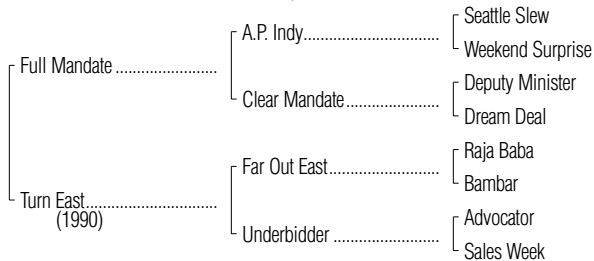 Seattle Slew
A.P. Indy..............................
Weekend Surprise
Full Mandate .......................
Deputy Minister
Clear Mandate.....................
Dream Deal
Raja Baba
Far Out East.........................
Bambar
Turn East..............................
(1990)
Advocator
Underbidder .......................
Sales Week